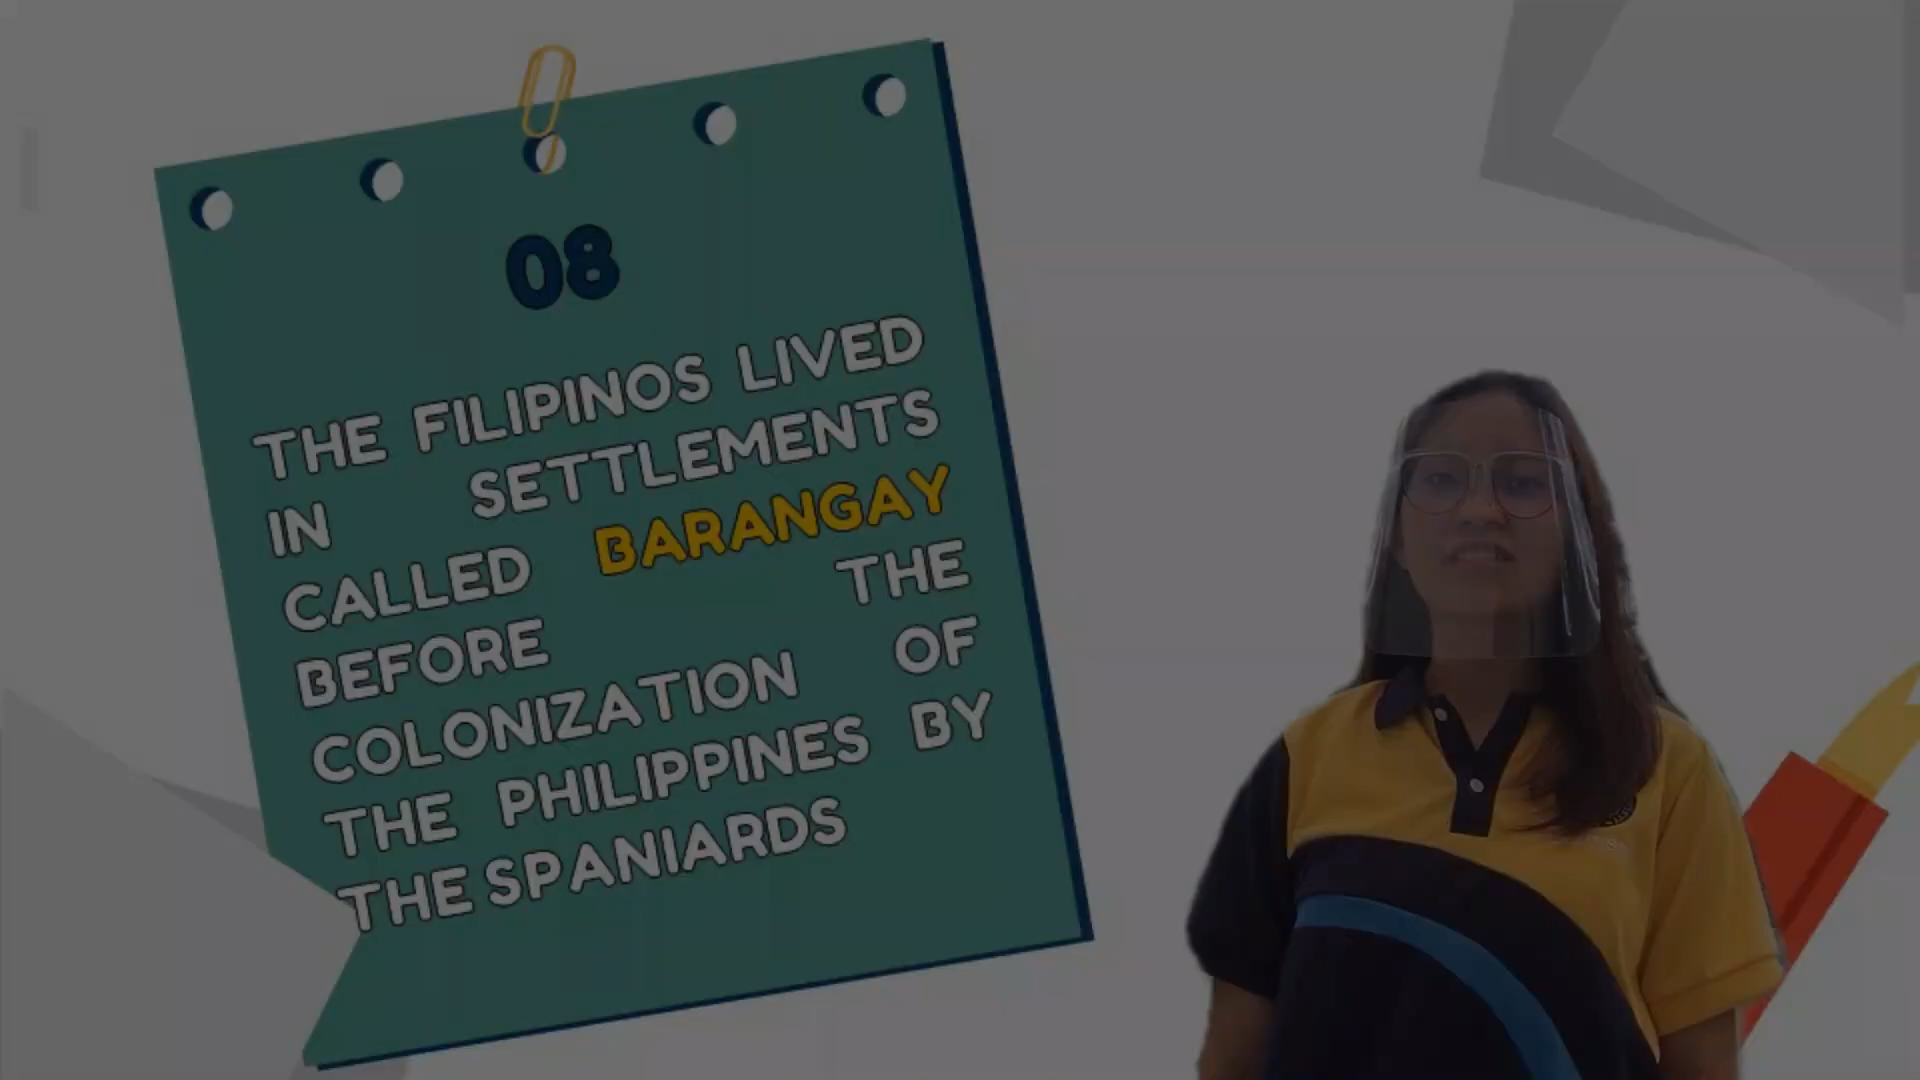 08
THE FILIPINOS LIVED
IN SETTLEMENTS
CALLED BARANGAY
BEFORE THE
COLONIZATION OF
THE PHILIPPINES BY
THE SPANIARDS